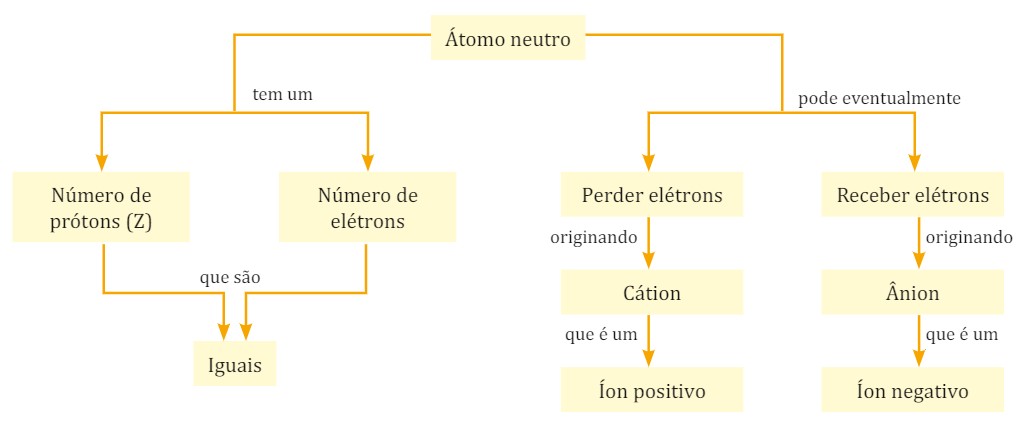 Átomo neutro
tem um
pode eventualmente
Número de
prótons (Z)
Número de
elétrons
Perder elétrons
Receber elétrons
originando
originando
que são
Cátion
Ânion
que é um
que é um
Iguais
Íon positivo
Íon negativo